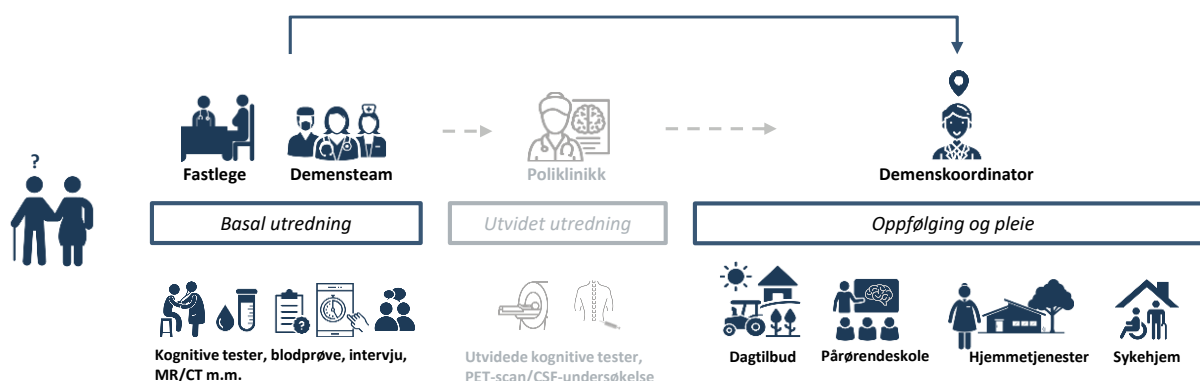 ?
Fastlege
Demensteam
Poliklinikk
Demenskoordinator
Basal utredning
Utvidet utredning
Oppfølging og pleie
?
Kognitive tester, blodprøve, intervju,
MR/CT m.m.
Utvidede kognitive tester,
PET-scan/CSF-undersøkelse
Dagtilbud
Pårørendeskole
Hjemmetjenester
Sykehjem